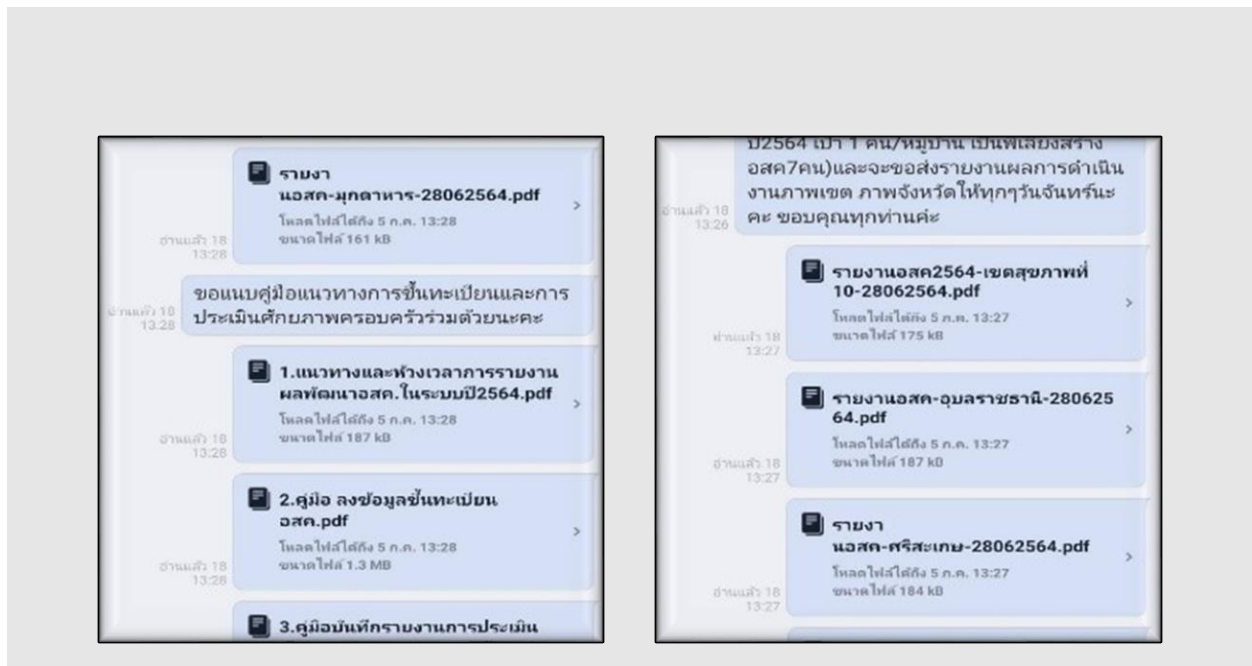 รายงา
นอสค-มุกดาหาร-28062564.pdf
โหลดไฟล์ได้ถึง 5 ก.ค. 13:28
ขนาดไฟล์ 161 kB
อ่านแล้ว 18
13:28
ขอแนบคู่มือแนวทางการขึ้นทะเบียนและการ
ประเมินศักยภาพครอบครัวร่วมด้วยนะคะ
อ่านแล้ว 18
13:28
1.แนวทางและห้วงเวลาการรายงาน
ผลพัฒนาอสค.ในระบบปี2564.pdf
โหลดไฟล์ได้ถึง 5 ก.ค. 13:28
ขนาดไฟล์ 187 kB
อ่านแล้ว 18
13:28
2.คู่มือ ลงข้อมูลขึ้นทะเบียน
อสค.pdf
โหลดไฟล์ได้ถึง 5 ก.ค. 13:28
ขนาดไฟล์ 1.3 MB
อ่านแล้ว 18
13:28
3.คู่มือบันทึกรายงานการประเมิน
ปี2564 เป้า 1 คน/หมู่บ้าน เป็นพี่เลี้ยงสร้าง
อสค7คน)และจะขอส่งรายงานผลการดำเนิน
งานภาพเขต ภาพจังหวัดให้ทุกๆวันจันทร์นะ
คะ ขอบคุณทุกท่านค่ะ
อ่านแล้ว 18
13:26
รายงานอสค2564-เขตสุขภาพที่
10-28062564.pdf
โหลดไฟล์ได้ถึง 5 ก.ค. 13:27
ขนาดไฟล์ 175 kB
อ่านแล้ว 18
13:27
รายงานอสค-อุบลราชธานี-280625
64.pdf
โหลดไฟล์ได้ถึง 5 ก.ค. 13:27
ขนาดไฟล์ 187 kB
อ่านแล้ว 18
13:27
รายงา
นอสค-ศรีสะเกษ-28062564.pdf
โหลดไฟล์ได้ถึง 5 ก.ค. 13:27
ขนาดไฟล์ 184 kB
อ่านแล้ว 18
13:27